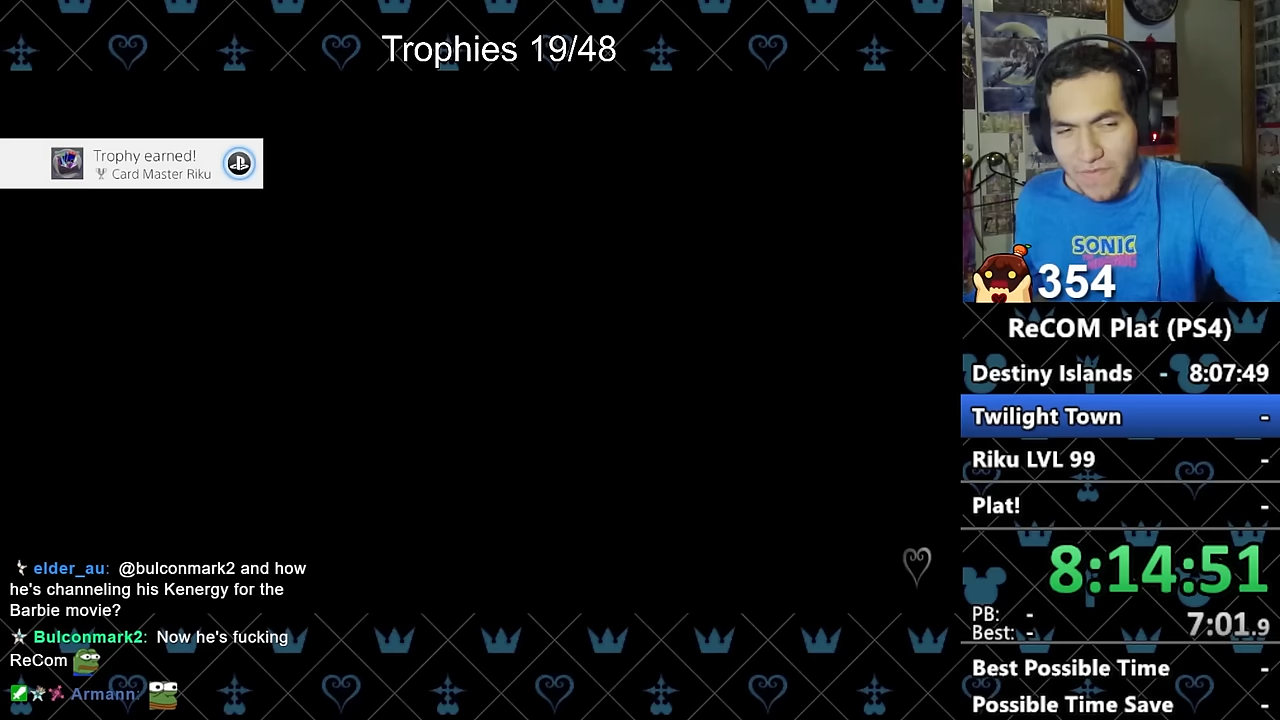 Trophies 19/48
Trophy earned!
Card Master Riku
SONIC
354
ReCOM Plat (PS4)
Destiny Islands - 8:07:49
Twilight Town -
Riku LVL 99 -
Plat! -
8:14:51
PB: -
Best: -
7:01.9
Best Possible Time -
Possible Time Save -
elder_au: @bulconmark2 and how
he's channeling his Kenergy for the
Barbie movie?
Bulconmark2: Now he's fucking
ReCom
Armann: